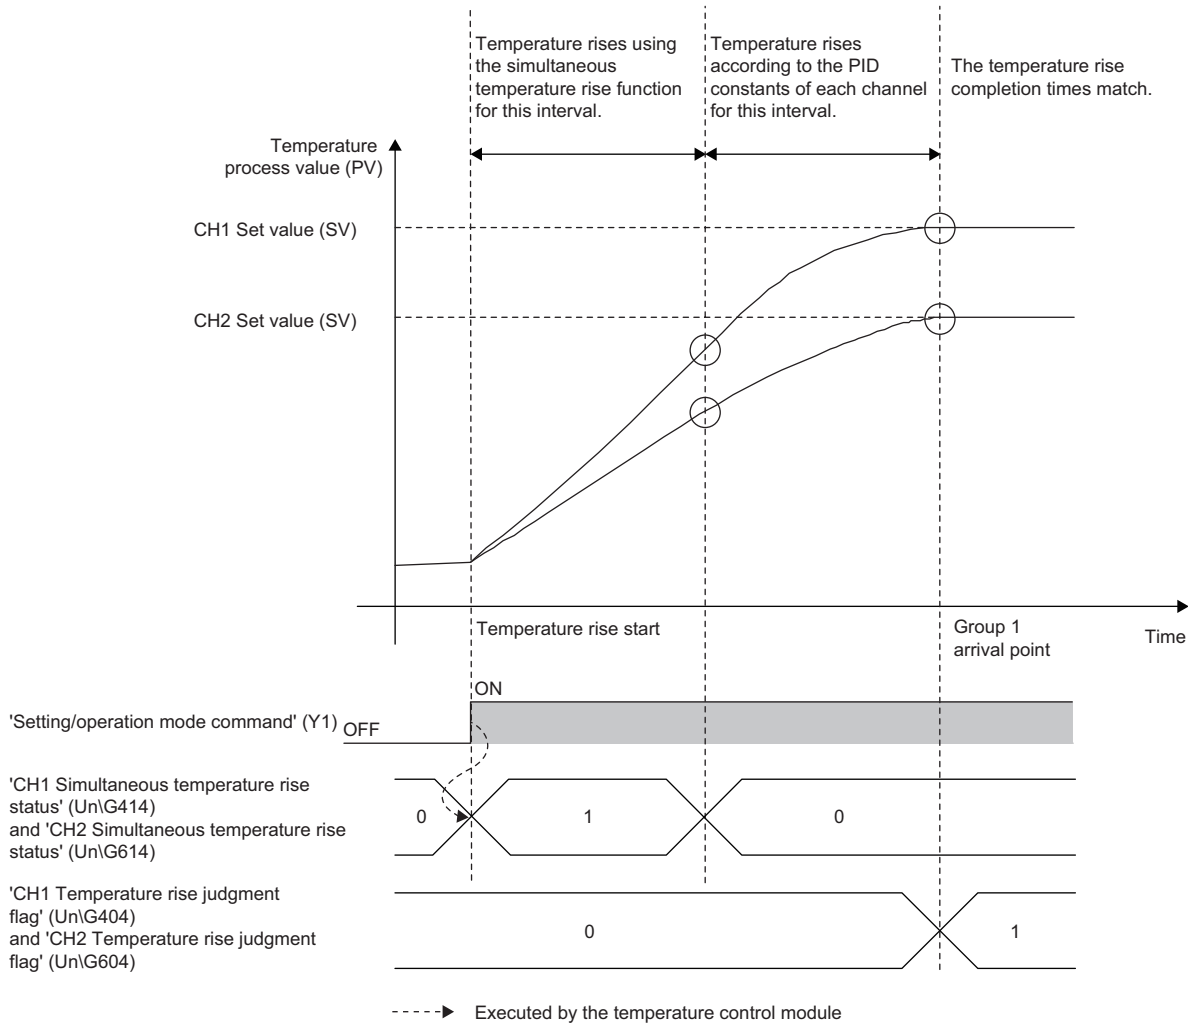 Temperature rises using
the simultaneous
temperature rise function
for this interval.
Temperature rises
according to the PID
constants of each channel
for this interval.
The temperature rise
completion times match.
Temperature
process value (PV)
CH1 Set value (SV)
CH2 Set value (SV)
Temperature rise start
Group 1
arrival point
Time
ON
'Setting/operation mode command' (Y1)
OFF
'CH1 Simultaneous temperature rise
status' (Un\G414)
and 'CH2 Simultaneous temperature rise
status' (Un\G614)
0
1
0
'CH1 Temperature rise judgment
flag' (Un\G404)
and 'CH2 Temperature rise judgment
flag' (Un\G604)
0
1
Executed by the temperature control module